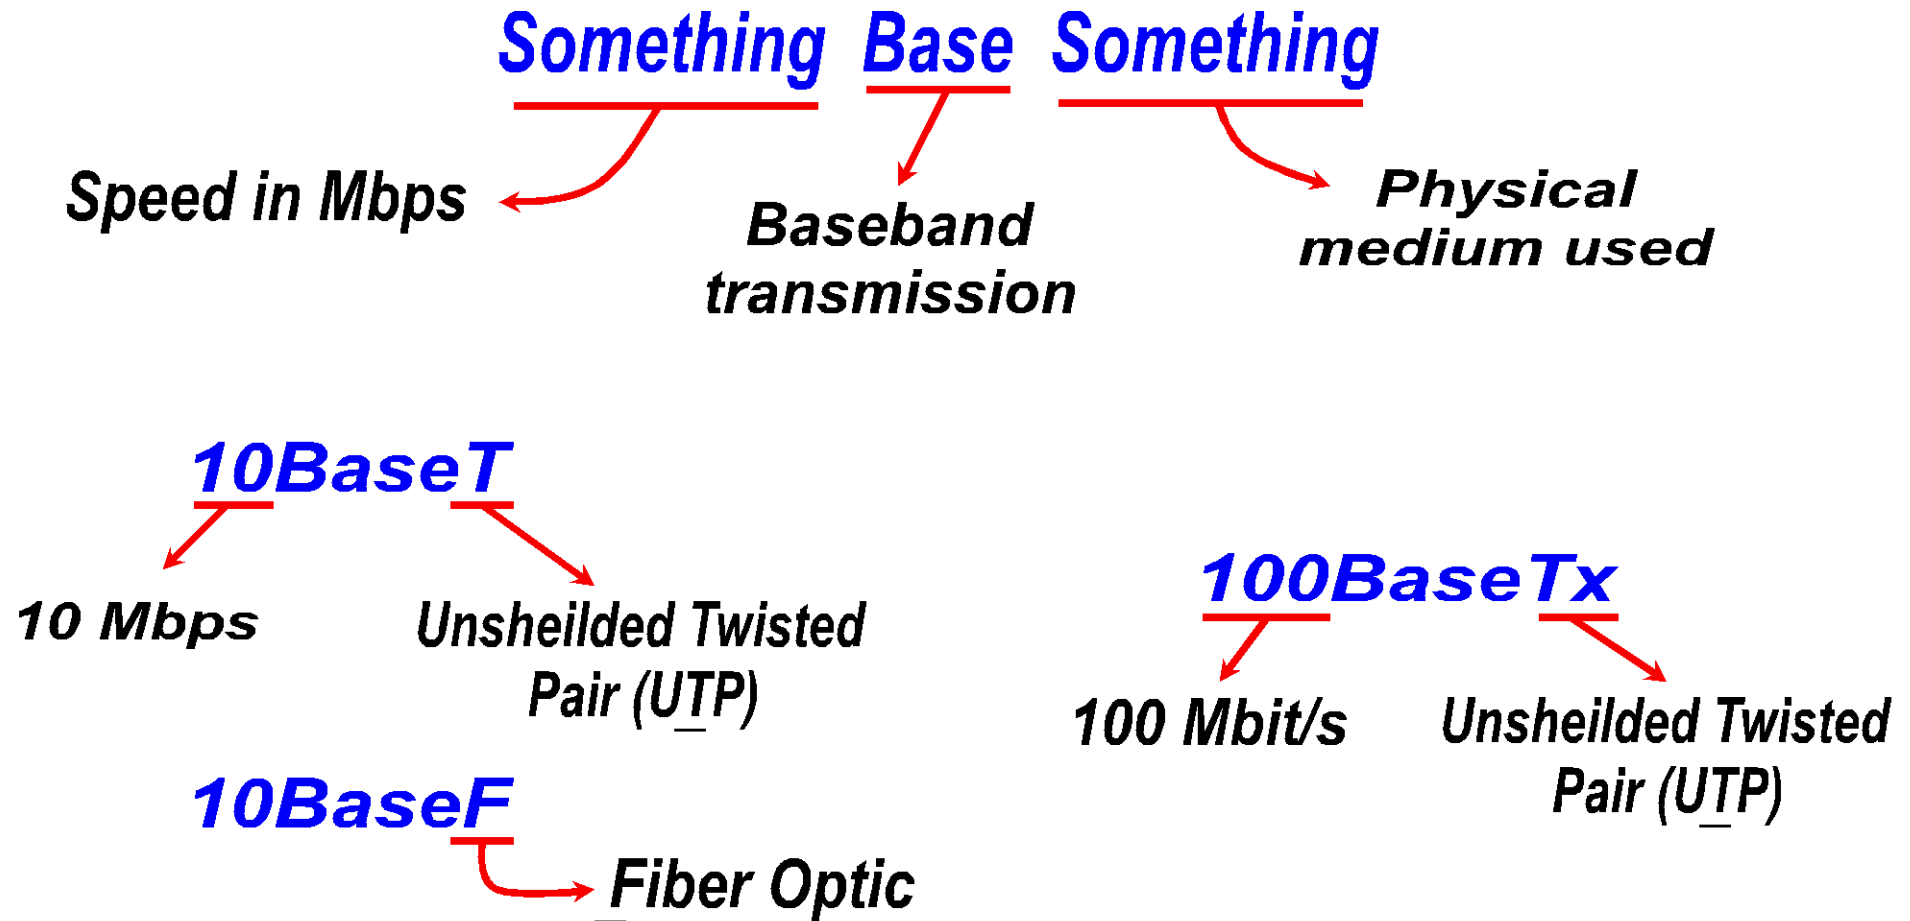 Something Base Something
Speed in Mbps
Baseband
transmission
Physical
medium used
10BaseT
10 Mbps
Unsheilded Twisted
Pair (UTP)
100BaseTx
100 Mbit/s
Unsheilded Twisted
Pair (UTP)
10BaseF
Fiber Optic